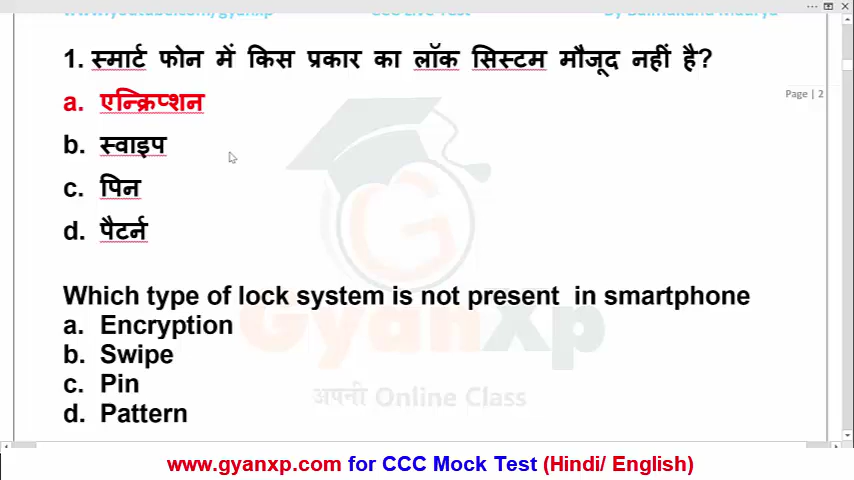 1. स्मार्ट फोन में किस प्रकार का लॉक सिस्टम मौजूद नहीं है?
a. एन्क्रिप्शन
Page | 2
b. स्वाइप
c. पिन
d. पैटर्न
Which type of lock system is not present in smartphone
a. Encryption
b. Swipe
c. Pin
d. Pattern
GyanXp
अपनी Online Class
www.gyanxp.com for CCC Mock Test (Hindi/ English)